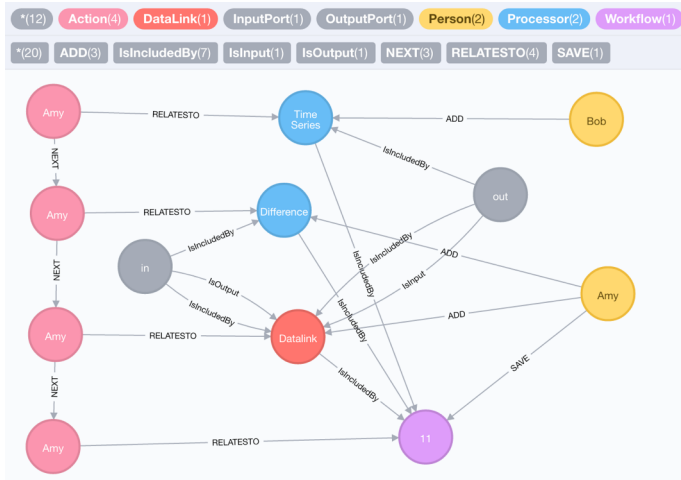 *(12) Action(4) DataLink(1) InputPort(1) OutputPort(1) Person(2) Processor(2) Workflow(1)
*(20) ADD(3) IsIncludedBy(7) IsInput(1) IsOutput(1) NEXT(3) RELATESTO(4) SAVE(1)
Amy
RELATESTO
Time
Series
ADD
Bob
NEXT
IsIncludedBy
Amy
RELATESTO
Difference
out
IsIncludedBy
IsIncludedBy
ADD
in
NEXT
IsOutput
IsIncludedBy
IsInput
Amy
IsIncludedBy
IsIncludedBy
ADD
Amy
RELATESTO
Datalink
NEXT
IsIncludedBy
SAVE
Amy
RELATESTO
11